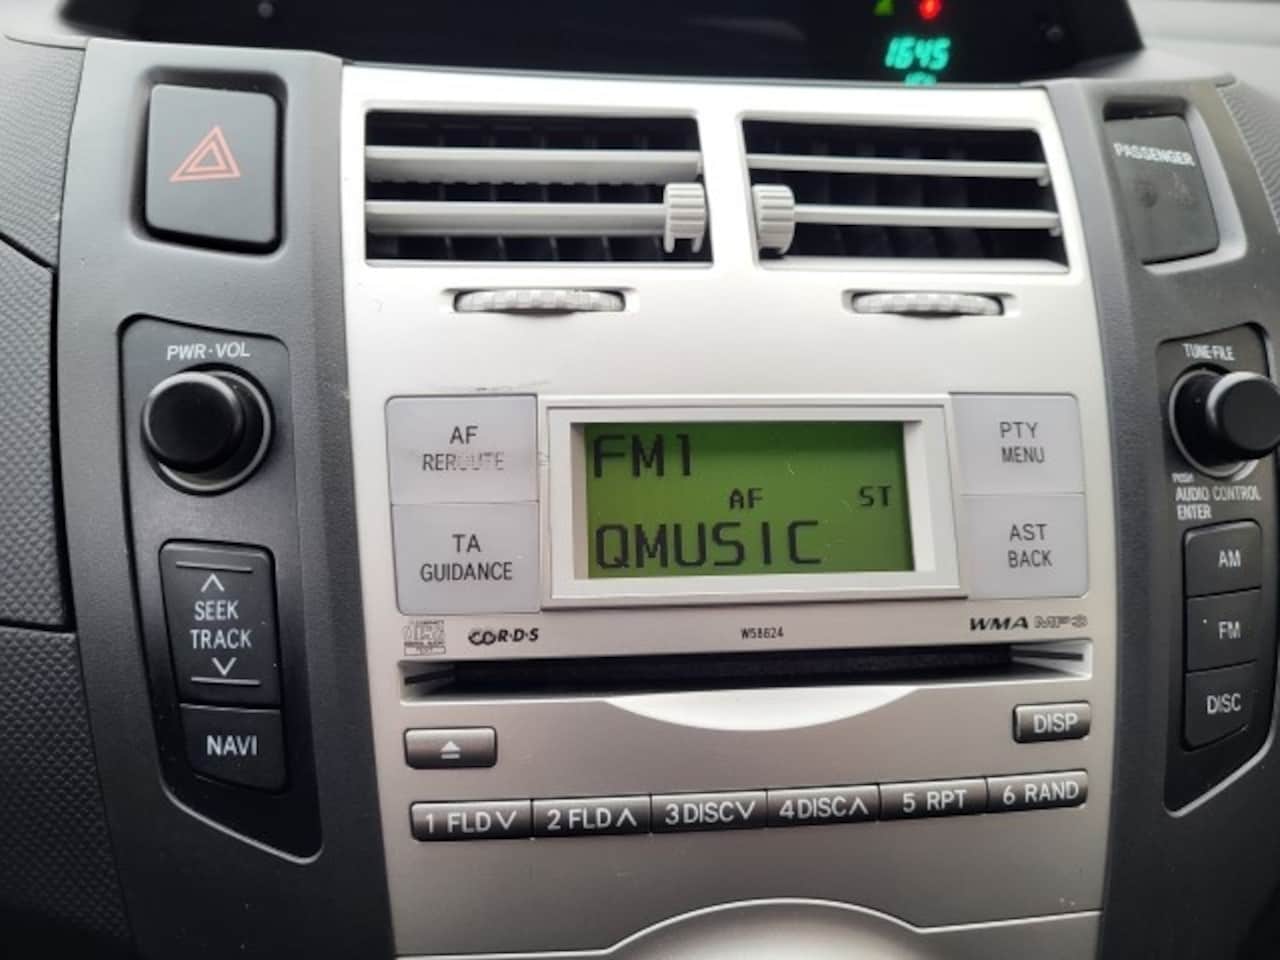 1645
PASSENGER
PWR·VOL
TUNE·FILE
AF
REROUTE
FM1
AF ST
QMUSIC
PTY
MENU
PUSH
AUDIO CONTROL
ENTER
TA
GUIDANCE
AST
BACK
AM
FM
DISC
∧
SEEK
TRACK
∨
NAVI
R·D·S
W58824
WMA MP3
DISP
1 FLD∨
2 FLD∧
3 DISC∨
4 DISC∧
5 RPT
6 RAND